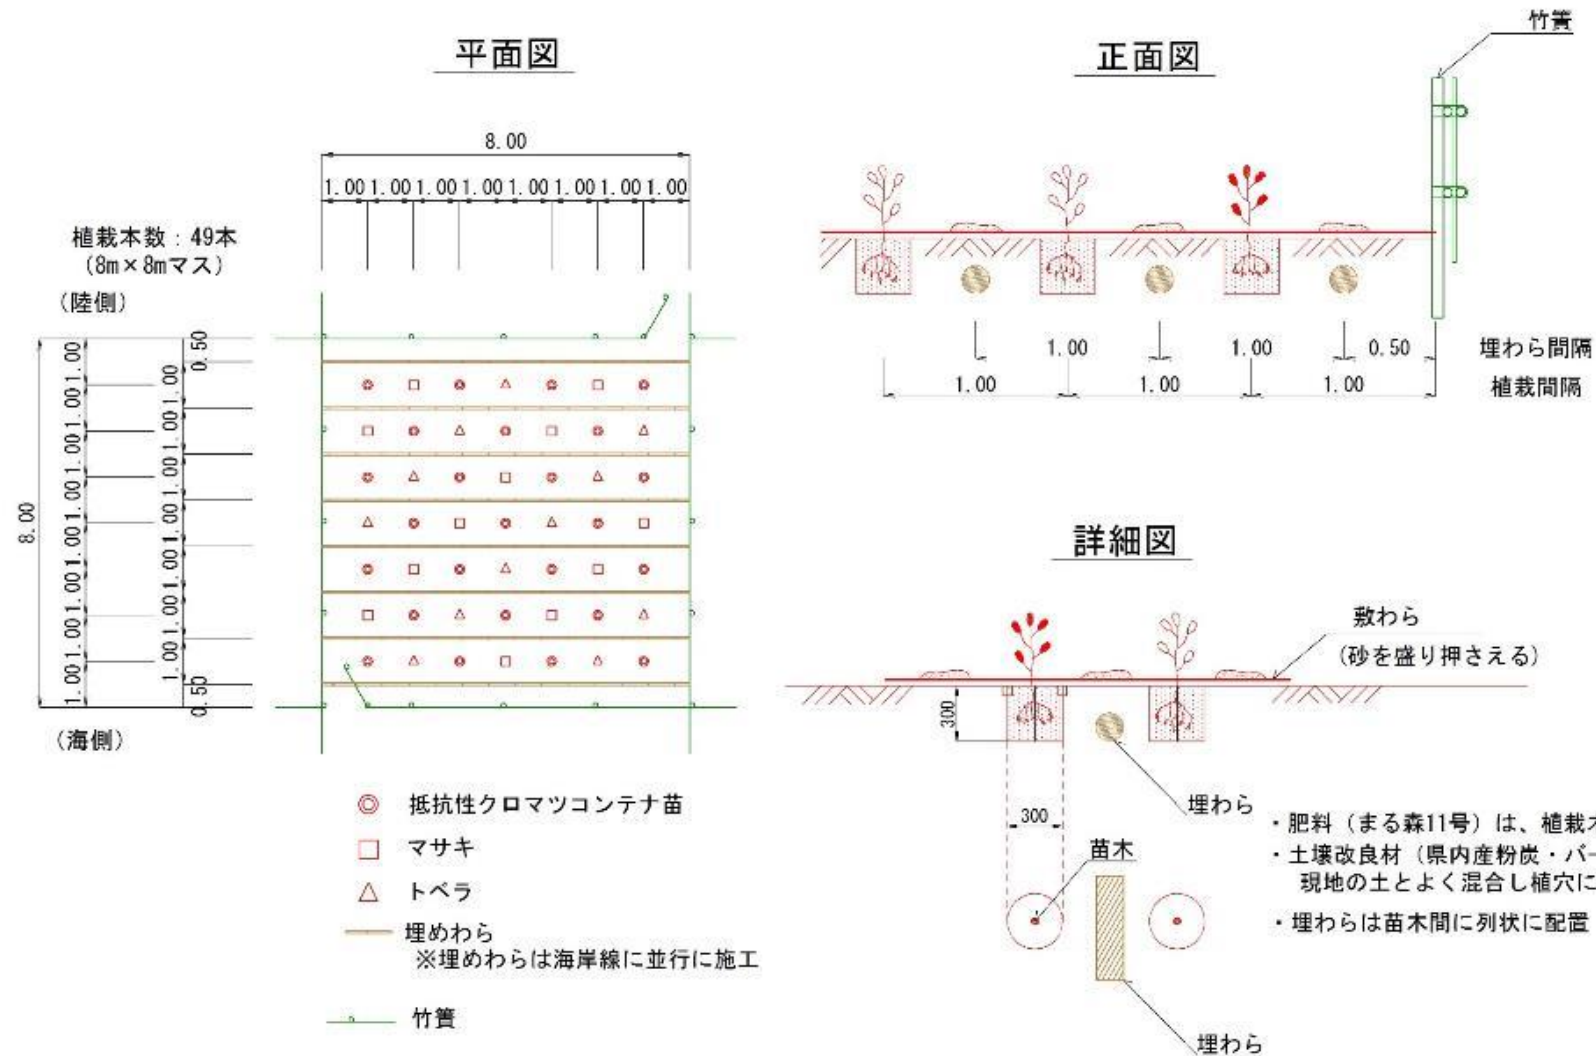 平面図
8.00
1.00 1.00 1.00 1.00 1.00 1.00 1.00 1.00
植栽本数：49本
（8m×8mマス）
（陸側）
8.00
1.00 1.00 1.00 1.00 1.00 1.00 1.00 1.00
0.50
1.00 1.00 1.00 1.00 1.00 1.00 1.00
0.50
（海側）
抵抗性クロマツコンテナ苗
マサキ
トベラ
埋めわら
※埋めわらは海岸線に並行に施工
竹簀
正面図
竹簀
1.00 1.00 0.50 埋わら間隔
1.00 1.00 1.00 植栽間隔
詳細図
敷わら
（砂を盛り押さえる）
300
埋わら
300
苗木
埋わら
・肥料（まる森11号）は、植栽
・土壌改良材（県内産粉炭・バー
現地の土とよく混合し植穴に
・埋わらは苗木間に列状に配置